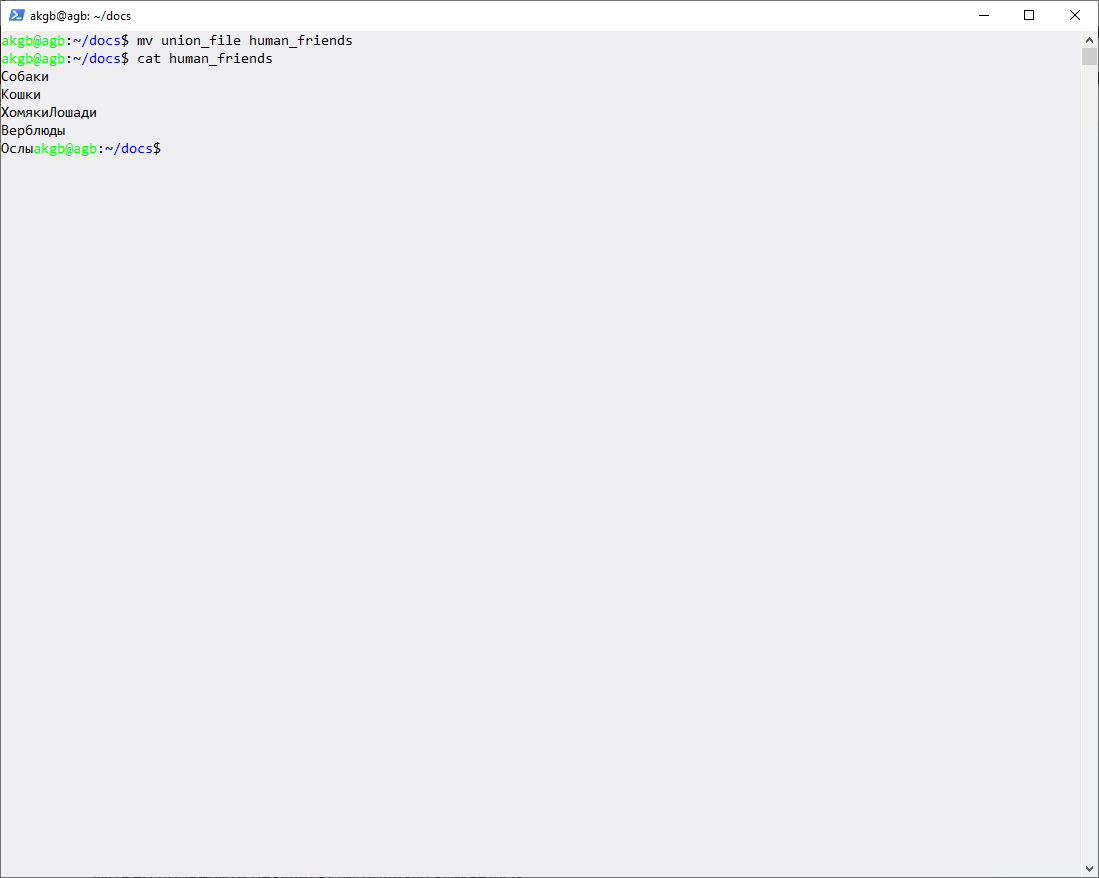 akgb@agb: ~/docs
akgb@agb:~/docs$ mv union_file human_friends
akgb@agb:~/docs$ cat human_friends
Собаки
Кошки
ХомякиЛошади
Верблюды
Ослыakgb@agb:~/docs$